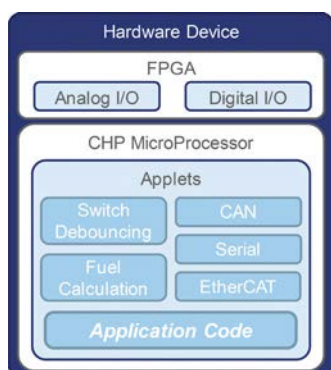 Hardware Device
FPGA
Analog I/O
Digital I/O
CHP MicroProcessor
Applets
Switch
Debouncing
CAN
Serial
Fuel
Calculation
EtherCAT
Application Code